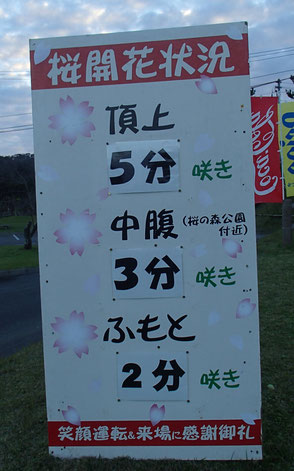 桜開花状況
頂上
5分咲き
中腹(桜の森公園付近)
3分咲き
ふもと
2分咲き
笑顔運転&来場に感謝御礼